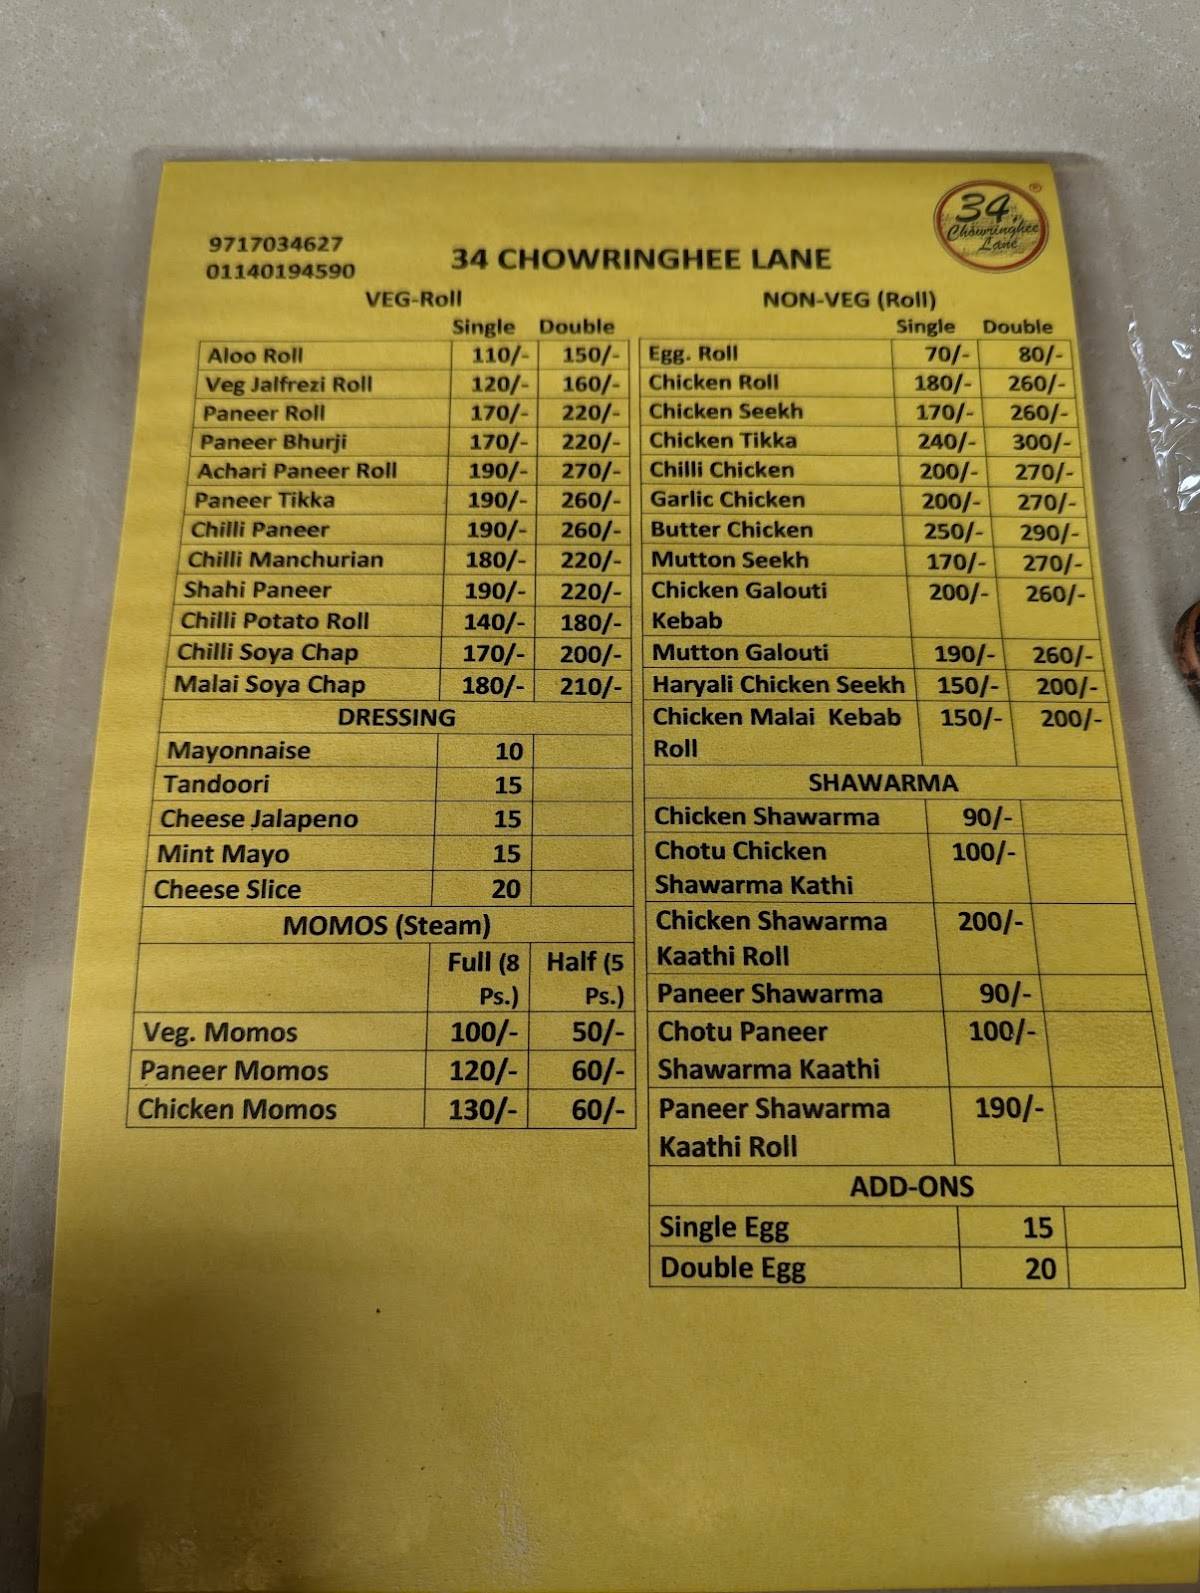 9717034627
01140194590
34 CHOWRINGHEE LANE
34
Chowringhee
Lane
®
VEG-Roll
Single Double
Aloo Roll 110/- 150/-
Veg Jalfrezi Roll 120/- 160/-
Paneer Roll 170/- 220/-
Paneer Bhurji 170/- 220/-
Achari Paneer Roll 190/- 270/-
Paneer Tikka 190/- 260/-
Chilli Paneer 190/- 260/-
Chilli Manchurian 180/- 220/-
Shahi Paneer 190/- 220/-
Chilli Potato Roll 140/- 180/-
Chilli Soya Chap 170/- 200/-
Malai Soya Chap 180/- 210/-
DRESSING
Mayonnaise 10
Tandoori 15
Cheese Jalapeno 15
Mint Mayo 15
Cheese Slice 20
MOMOS (Steam)
Full (8 Half (5
Ps.) Ps.)
Veg. Momos 100/- 50/-
Paneer Momos 120/- 60/-
Chicken Momos 130/- 60/-
NON-VEG (Roll)
Single Double
Egg. Roll 70/- 80/-
Chicken Roll 180/- 260/-
Chicken Seekh 170/- 260/-
Chicken Tikka 240/- 300/-
Chilli Chicken 200/- 270/-
Garlic Chicken 200/- 270/-
Butter Chicken 250/- 290/-
Mutton Seekh 170/- 270/-
Chicken Galouti 200/- 260/-
Kebab
Mutton Galouti 190/- 260/-
Haryali Chicken Seekh 150/- 200/-
Chicken Malai Kebab 150/- 200/-
Roll
SHAWARMA
Chicken Shawarma 90/-
Chotu Chicken 100/-
Shawarma Kathi
Chicken Shawarma 200/-
Kaathi Roll
Paneer Shawarma 90/-
Chotu Paneer 100/-
Shawarma Kaathi
Paneer Shawarma 190/-
Kaathi Roll
ADD-ONS
Single Egg 15
Double Egg 20